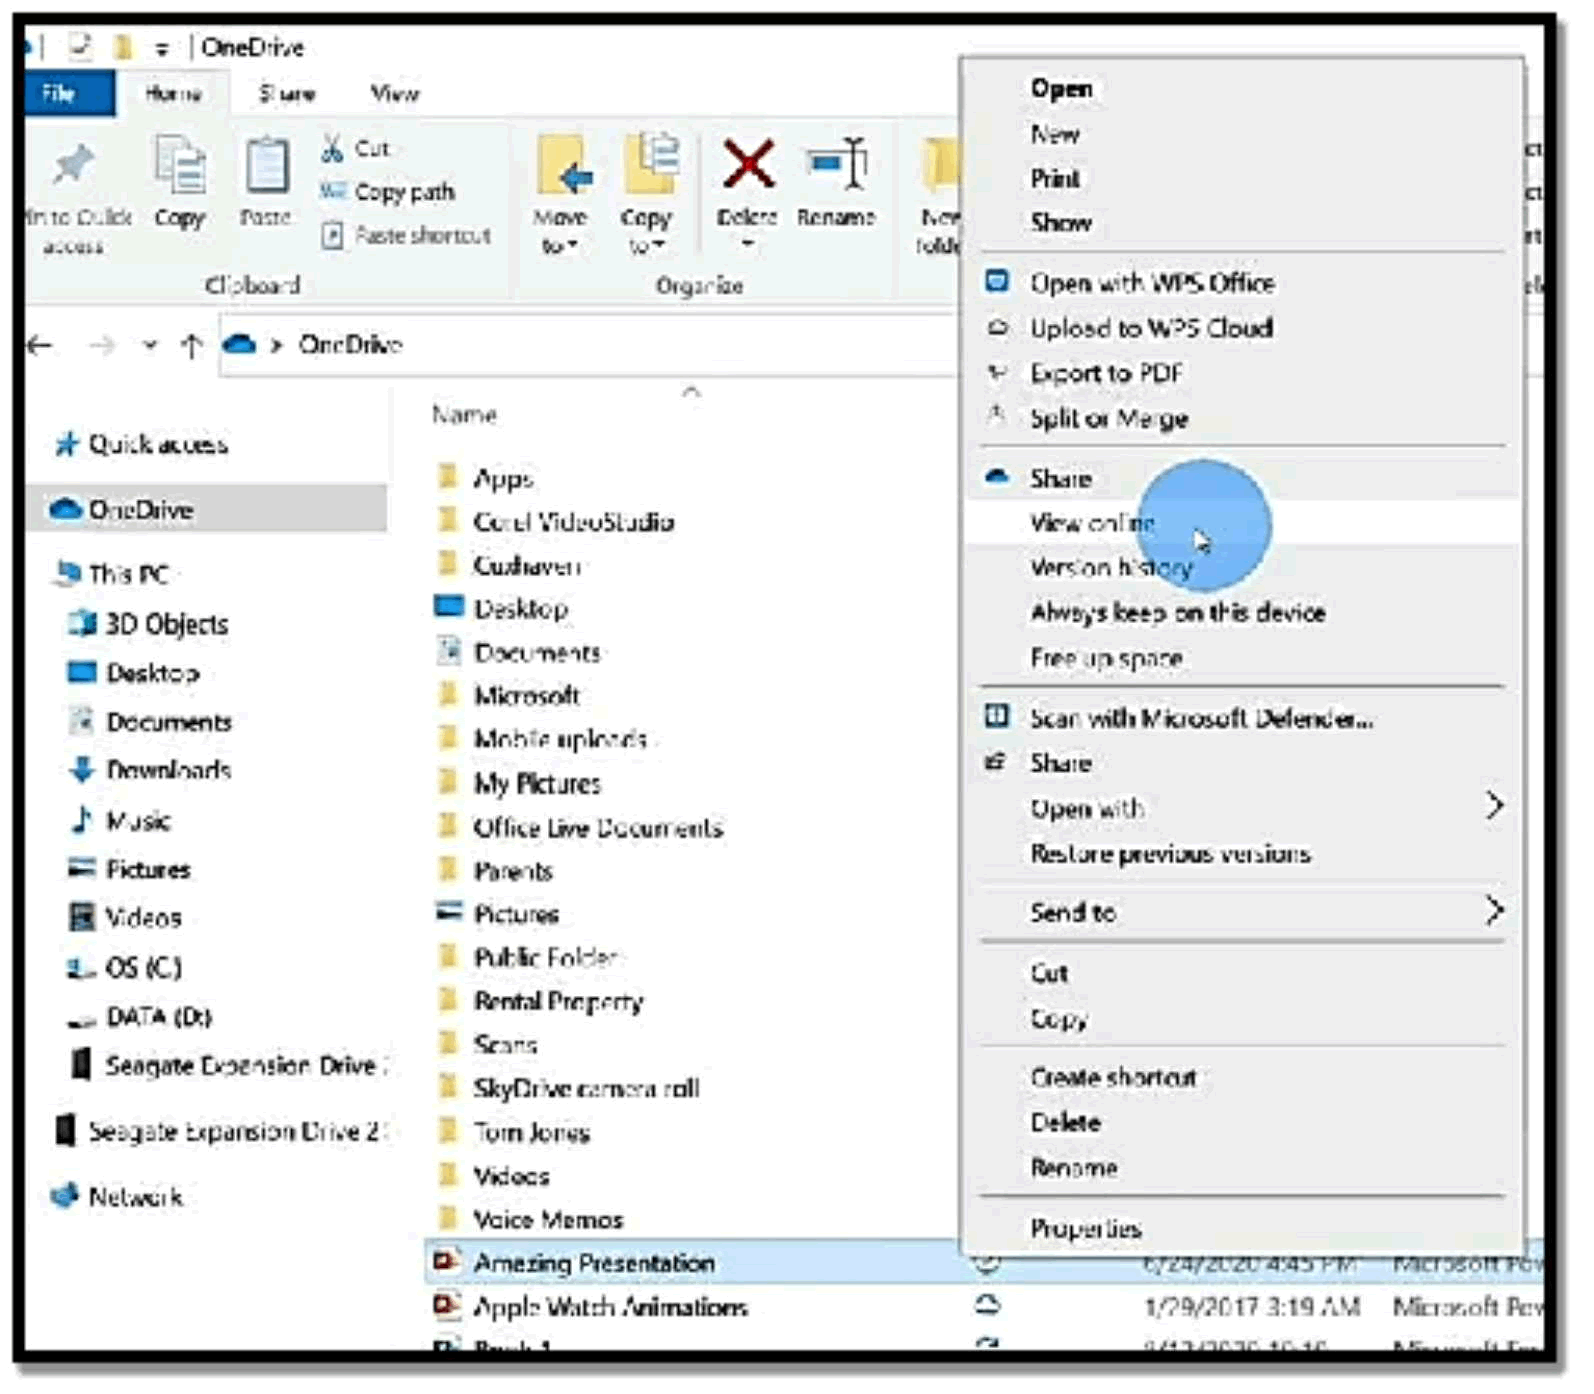 OneDrive
File Home Share View
Cut
Copy path
Paste shortcut
in to Quick access
Copy
Paste
Move to
Copy to
Delete
Rename
New
Clipboard
Organize
OneDrive
Name
Quick access
OneDrive
This PC
3D Objects
Desktop
Documents
Downloads
Music
Pictures
Videos
OS (C:)
DATA (D:)
Seagate Expansion Drive
Seagate Expansion Drive 2
Network
Apps
Corel VideoStudio
Cuxhaven
Desktop
Documents
Microsoft
Mobile uploads
My Pictures
Office Live Documents
Parents
Pictures
Public Folder
Rental Property
Scans
SkyDrive camera roll
Tom Jones
Videos
Voice Memos
Amazing Presentation 6/24/2020 4:45 PM Microsoft Pow
Apple Watch Animations 1/29/2017 3:19 AM Microsoft Pow
Open
New
Print
Show
Open with WPS Office
Upload to WPS Cloud
Export to PDF
Split or Merge
Share
View online
Version history
Always keep on this device
Free up space
Scan with Microsoft Defender...
Share
Open with
Restore previous versions
Send to
Cut
Copy
Create shortcut
Delete
Rename
Properties